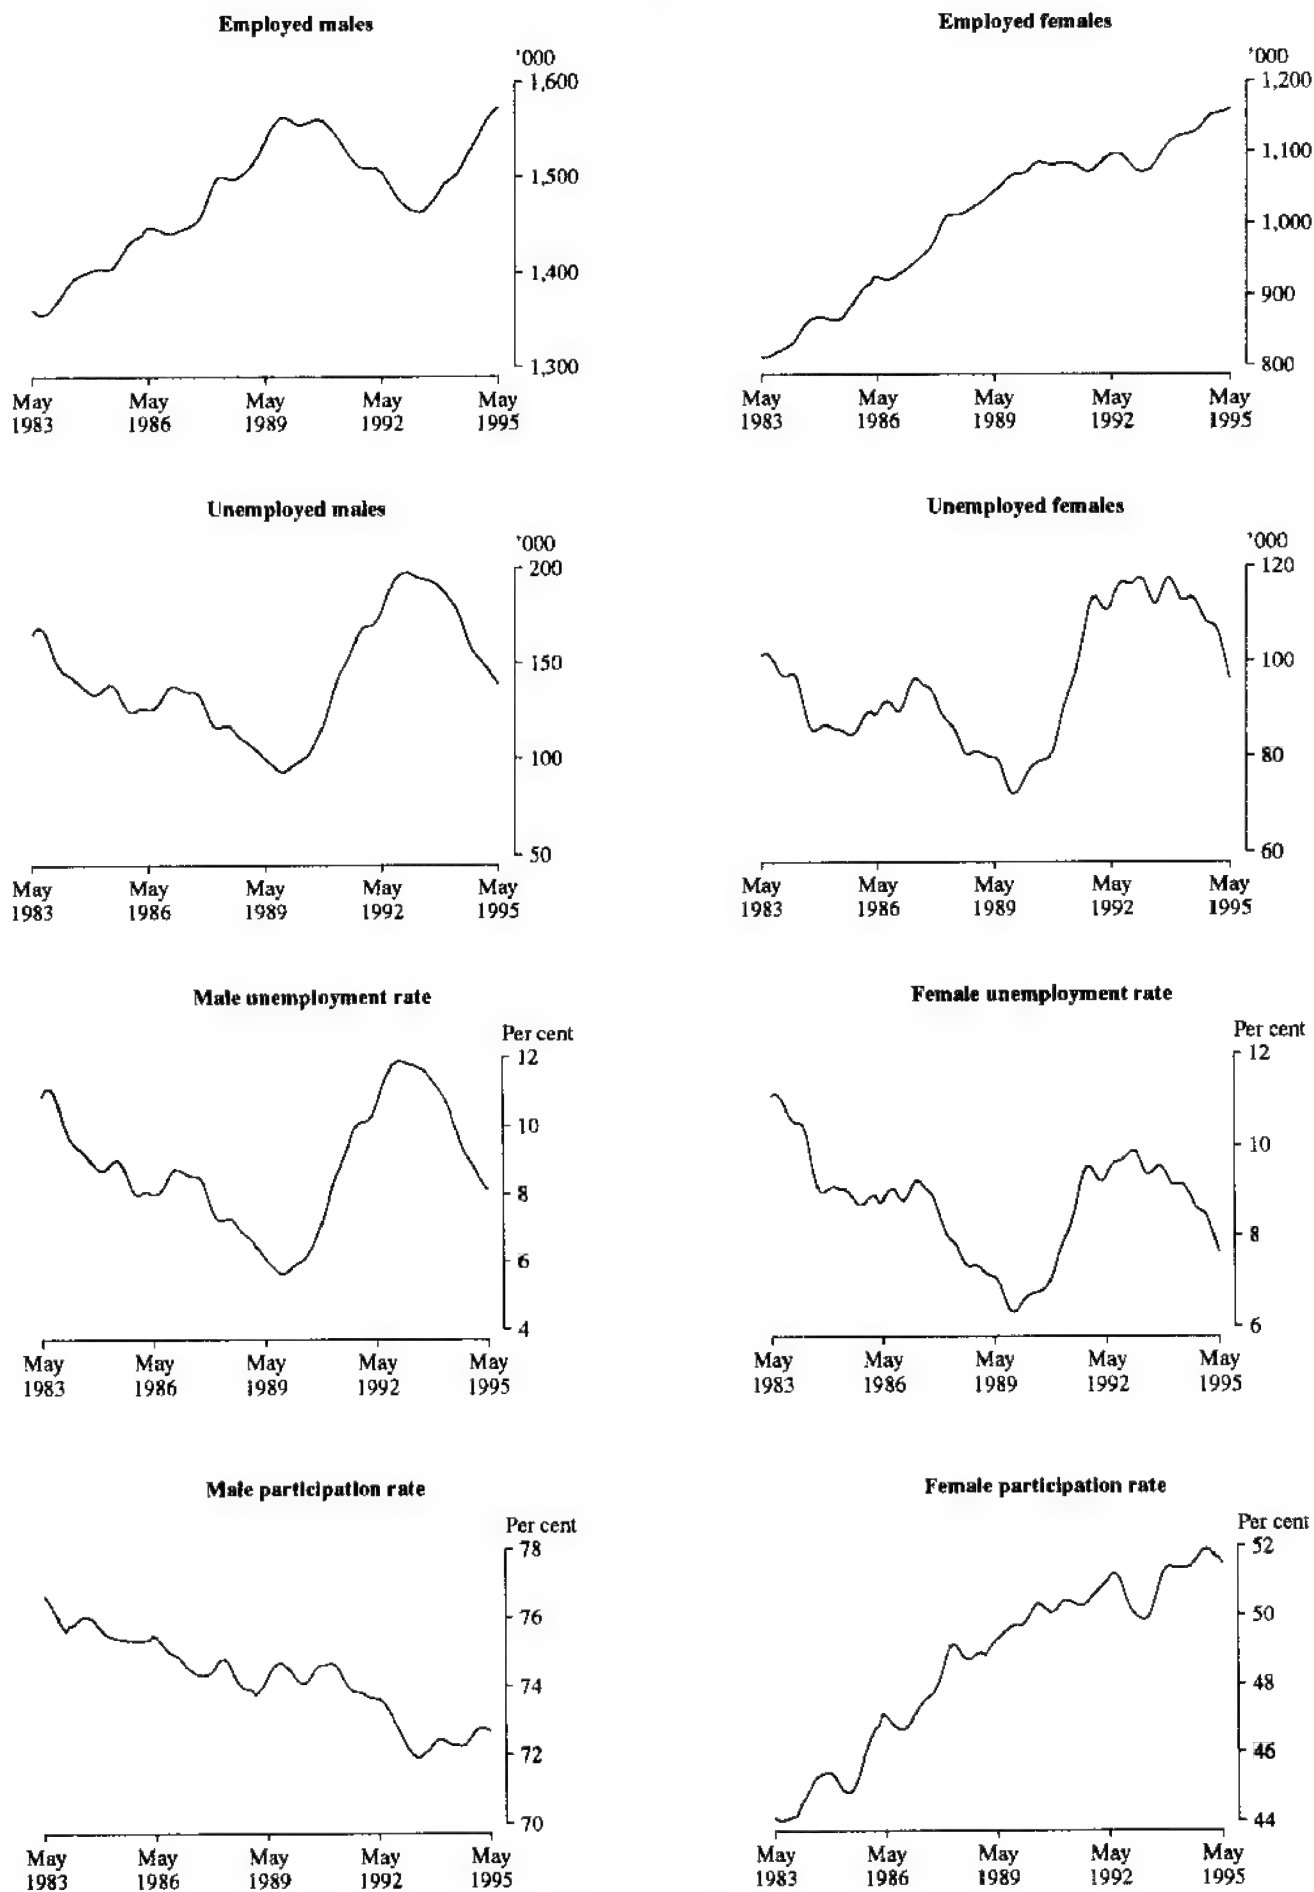 Employed males
'000
1,600
1,500
1,400
1,300
May May May May May
1983 1986 1989 1992 1995
Employed females
'000
1,200
1,100
1,000
900
800
May May May May May
1983 1986 1989 1992 1995
Unemployed males
'000
200
150
100
50
May May May May May
1983 1986 1989 1992 1995
Unemployed females
'000
120
100
80
60
May May May May May
1983 1986 1989 1992 1995
Male unemployment rate
Per cent
12
10
8
6
4
May May May May May
1983 1986 1989 1992 1995
Female unemployment rate
Per cent
12
10
8
6
May May May May May
1983 1986 1989 1992 1995
Male participation rate
Per cent
78
76
74
72
70
May May May May May
1983 1986 1989 1992 1995
Female participation rate
Per cent
52
50
48
46
44
May May May May May
1983 1986 1989 1992 1995